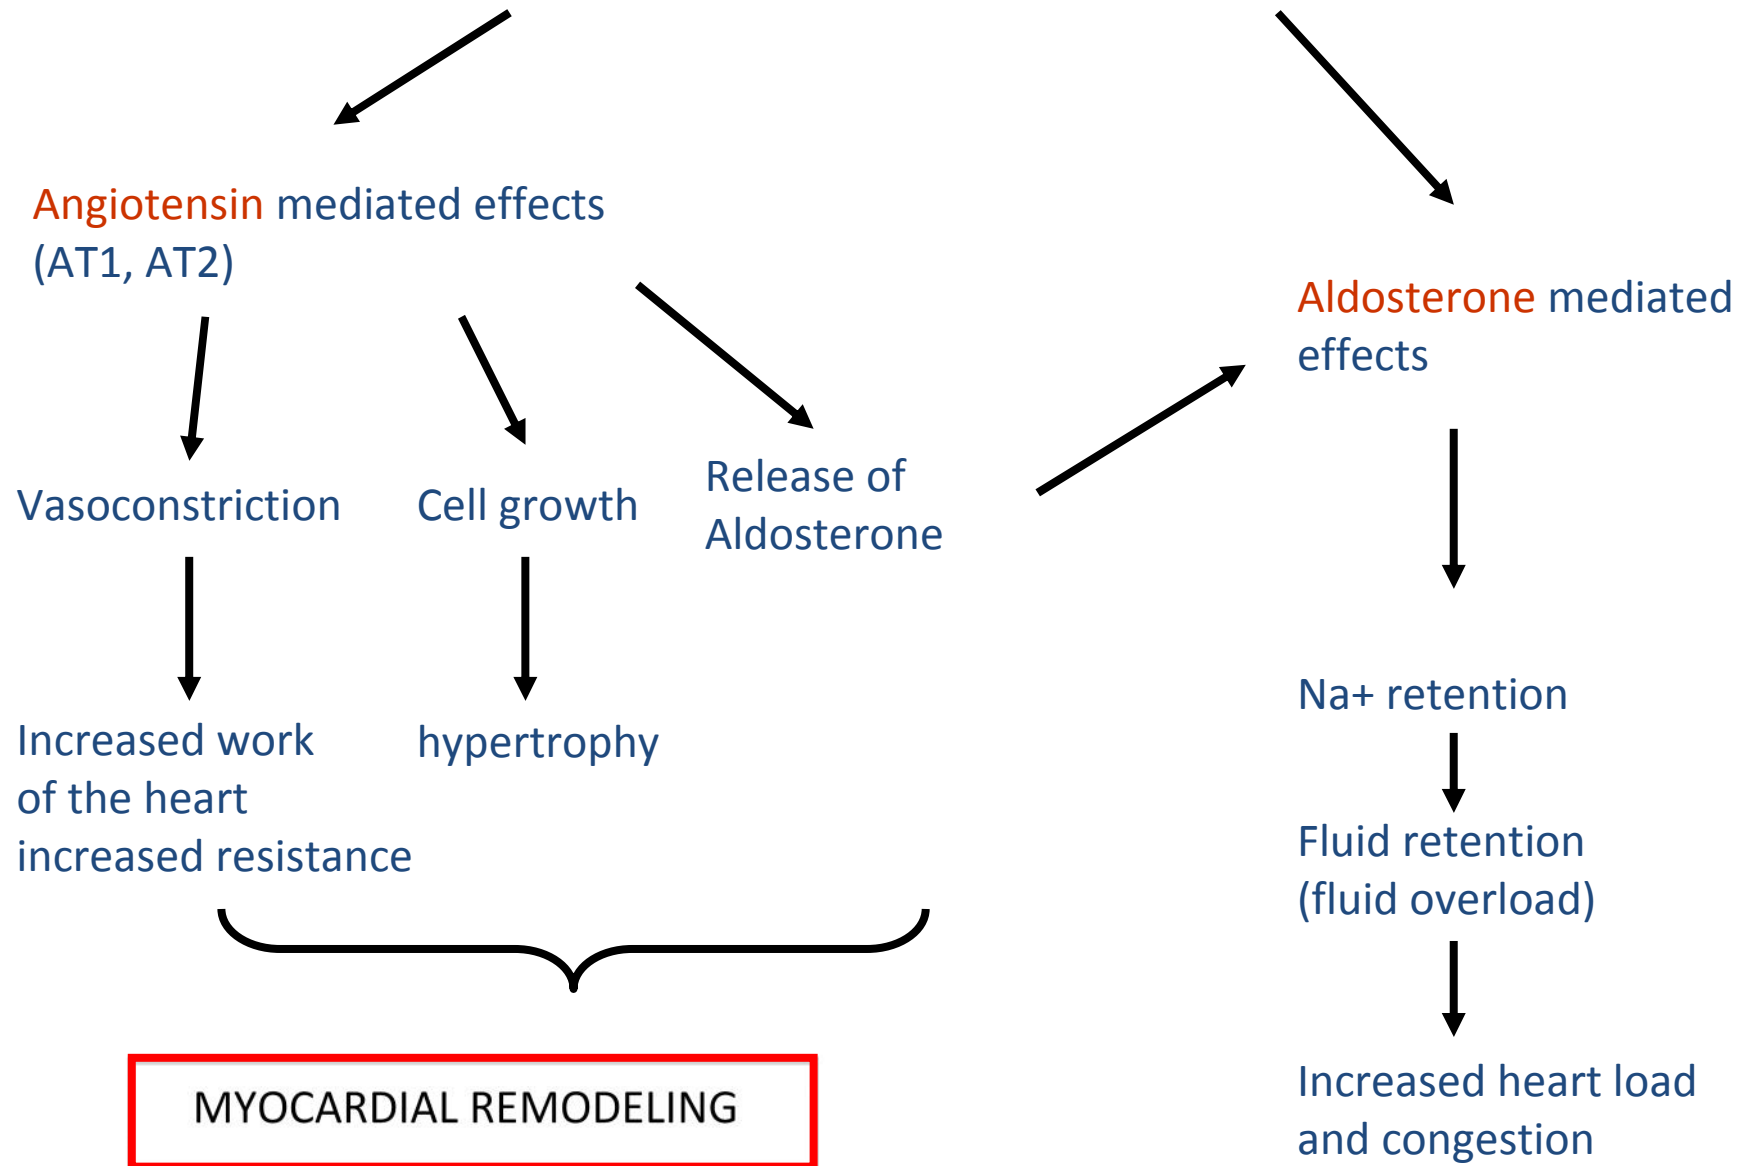 Angiotensin mediated effects
(AT1, AT2)
Aldosterone mediated
effects
Vasoconstriction
Cell growth
Release of
Aldosterone
Increased work
of the heart
increased resistance
hypertrophy
Na+ retention
Fluid retention
(fluid overload)
Increased heart load
and congestion
MYOCARDIAL REMODELING